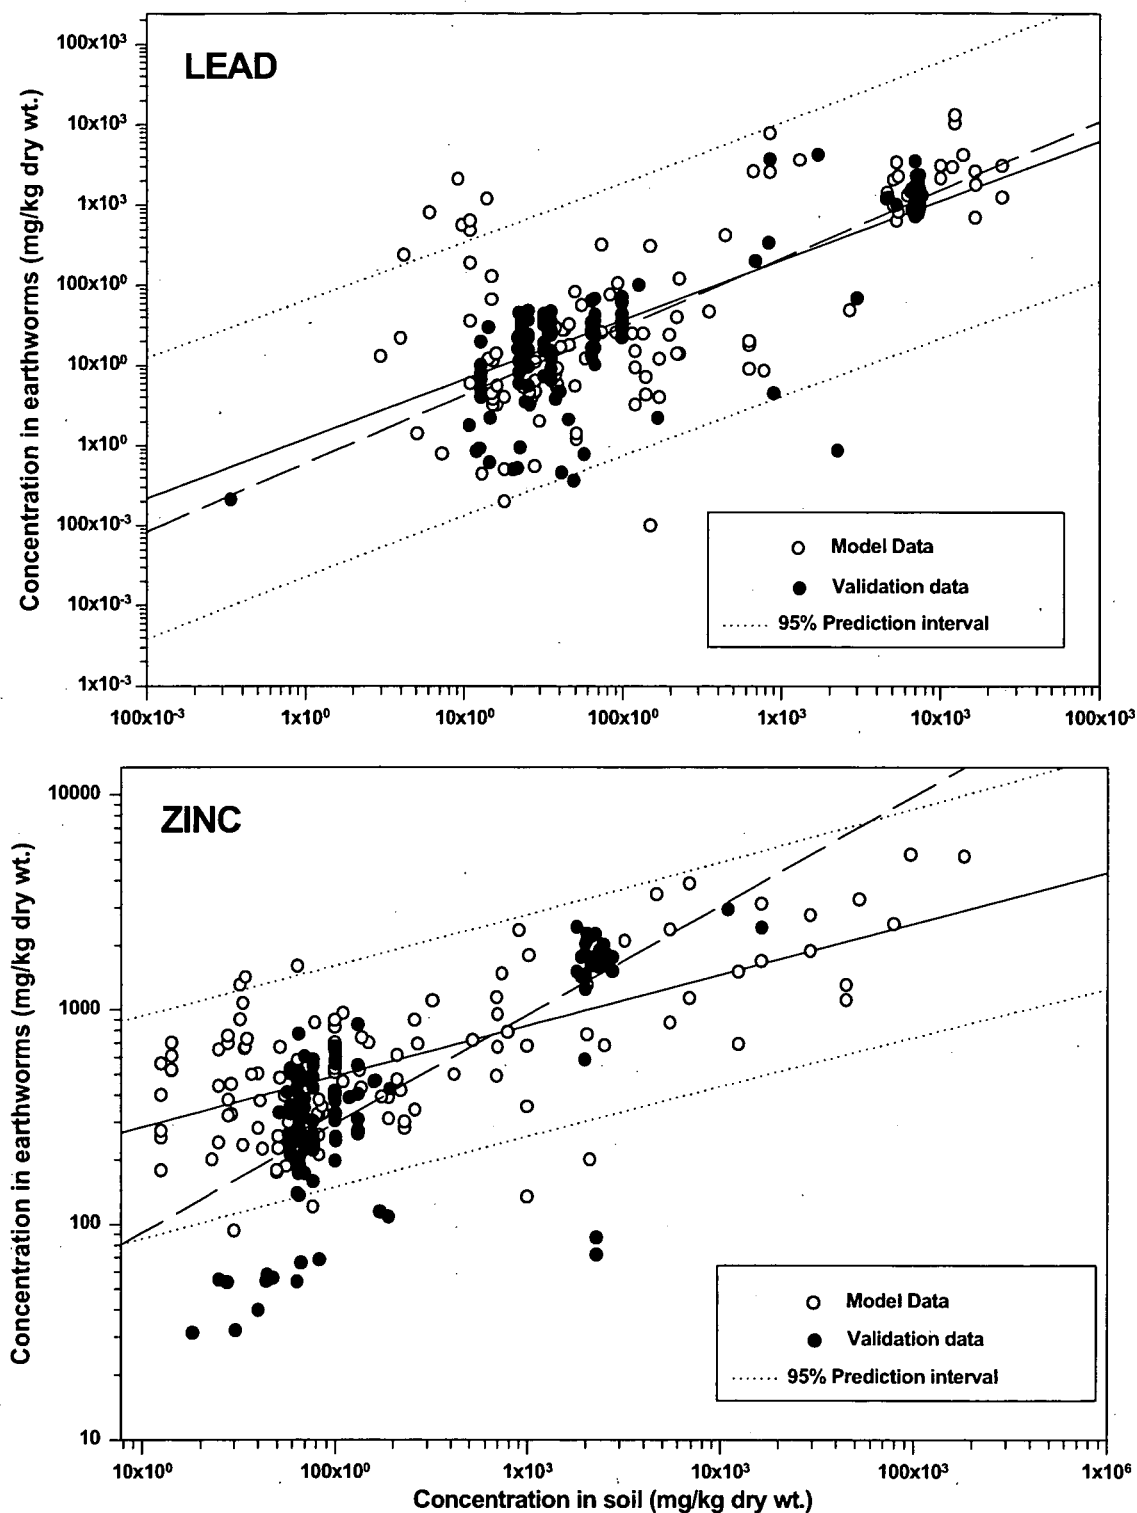 LEAD
Concentration in earthworms (mg/kg dry wt.)
100x10³
10x10³
1x10³
100x10⁰
10x10⁰
1x10⁰
100x10⁻³
10x10⁻³
1x10⁻³
Model Data
Validation data
95% Prediction interval
100x10⁻³ 1x10⁰ 10x10⁰ 100x10⁰ 1x10³ 10x10³ 100x10³
ZINC
Concentration in earthworms (mg/kg dry wt.)
10000
1000
100
10
Model Data
Validation data
95% Prediction interval
10x10⁰ 100x10⁰ 1x10³ 10x10³ 100x10³ 1x10⁶
Concentration in soil (mg/kg dry wt.)